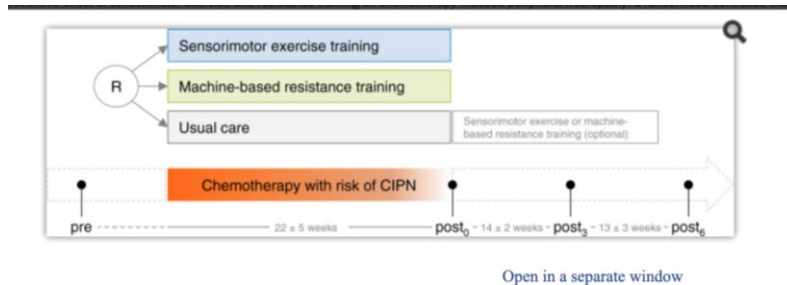 Sensorimotor exercise training
R
Machine-based resistance training
Usual care
Sensorimotor exercise or machine-
based resistance training (optional)
Chemotherapy with risk of CIPN
pre 22 ± 5 weeks post₀ 14 ± 2 weeks post₃ 13 ± 3 weeks post₆
Open in a separate window